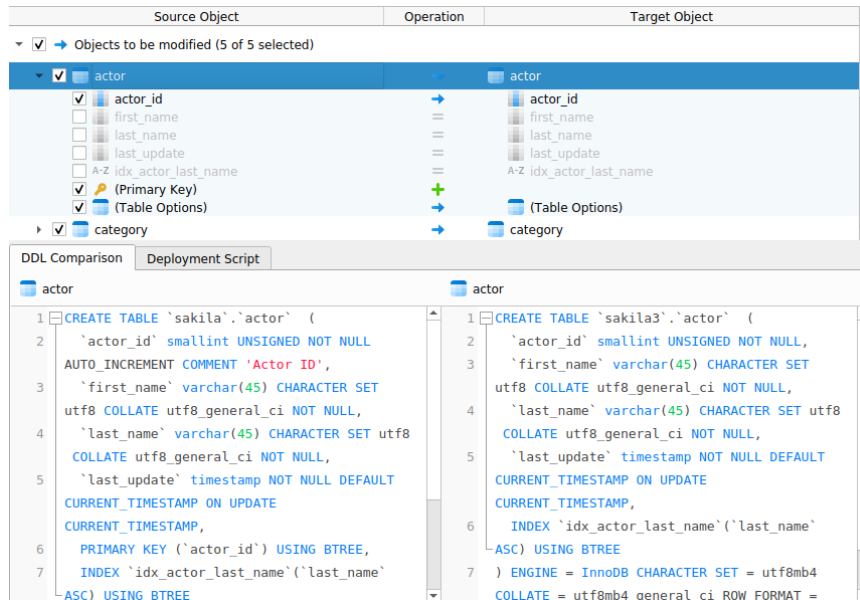 Source Object Operation Target Object
Objects to be modified (5 of 5 selected)
actor actor
actor_id actor_id
first_name = first_name
last_name = last_name
last_update = last_update
A-Z idx_actor_last_name = A-Z idx_actor_last_name
(Primary Key)
(Table Options) (Table Options)
category category
DDL Comparison Deployment Script
actor
1 CREATE TABLE `sakila`.`actor` (
2 `actor_id` smallint UNSIGNED NOT NULL
AUTO_INCREMENT COMMENT 'Actor ID',
3 `first_name` varchar(45) CHARACTER SET
utf8 COLLATE utf8_general_ci NOT NULL,
4 `last_name` varchar(45) CHARACTER SET utf8
COLLATE utf8_general_ci NOT NULL,
5 `last_update` timestamp NOT NULL DEFAULT
CURRENT_TIMESTAMP ON UPDATE
CURRENT_TIMESTAMP,
6 PRIMARY KEY (`actor_id`) USING BTREE,
7 INDEX `idx_actor_last_name`(`last_name`
ASC) USING BTREE
actor
1 CREATE TABLE `sakila3`.`actor` (
2 `actor_id` smallint UNSIGNED NOT NULL,
3 `first_name` varchar(45) CHARACTER SET
utf8 COLLATE utf8_general_ci NOT NULL,
4 `last_name` varchar(45) CHARACTER SET utf8
COLLATE utf8_general_ci NOT NULL,
5 `last_update` timestamp NOT NULL DEFAULT
CURRENT_TIMESTAMP ON UPDATE
CURRENT_TIMESTAMP,
6 INDEX `idx_actor_last_name`(`last_name`
ASC) USING BTREE
7 ) ENGINE = InnoDB CHARACTER SET = utf8mb4
COLLATE = utf8mb4_general_ci ROW_FORMAT =